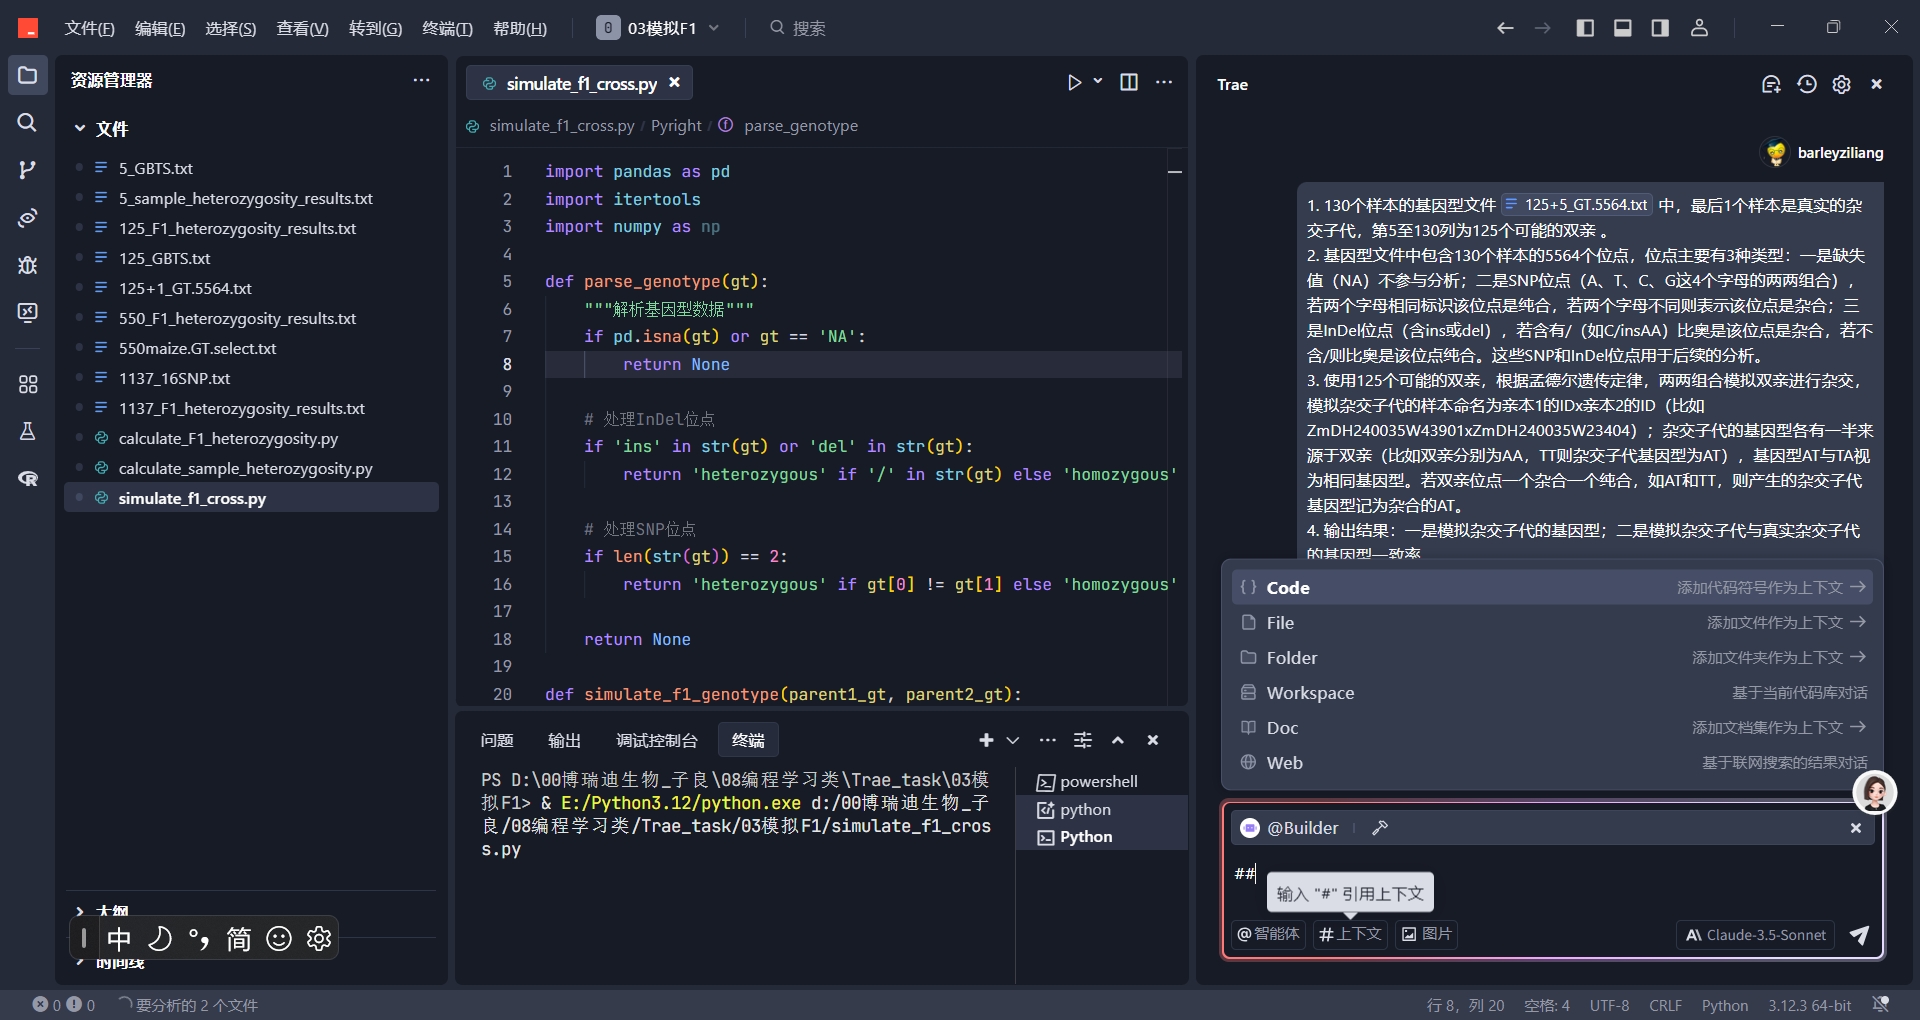 文件(F) 编辑(E) 选择(S) 查看(V) 转到(G) 终端(T) 帮助(H) 0 03模拟F1 搜索
资源管理器
文件
5_GBTS.txt
5_sample_heterozygosity_results.txt
125_F1_heterozygosity_results.txt
125_GBTS.txt
125+1_GT.5564.txt
550_F1_heterozygosity_results.txt
550maize.GT.select.txt
1137_16SNP.txt
1137_F1_heterozygosity_results.txt
calculate_F1_heterozygosity.py
calculate_sample_heterozygosity.py
simulate_f1_cross.py
大纲
中 简
时间线
simulate_f1_cross.py
simulate_f1_cross.py / Pyright / parse_genotype
1 import pandas as pd
2 import itertools
3 import numpy as np
4
5 def parse_genotype(gt):
6 """解析基因型数据"""
7 if pd.isna(gt) or gt == 'NA':
8 return None
9
10 # 处理InDel位点
11 if 'ins' in str(gt) or 'del' in str(gt):
12 return 'heterozygous' if '/' in str(gt) else 'homozygous'
13
14 # 处理SNP位点
15 if len(str(gt)) == 2:
16 return 'heterozygous' if gt[0] != gt[1] else 'homozygous'
17
18 return None
19
20 def simulate_f1_genotype(parent1_gt, parent2_gt):
问题 输出 调试控制台 终端
PS D:\00博瑞迪生物_子良\08编程学习类\Trae_task\03模
拟F1> & E:/Python3.12/python.exe d:/00博瑞迪生物_子
良/08编程学习类/Trae_task/03模拟F1/simulate_f1_cros
s.py
powershell
python
Python
Trae
barleyziliang
1. 130个样本的基因型文件 125+5_GT.5564.txt 中，最后1个样本是真实的杂
交子代，第5至130列为125个可能的双亲 。
2. 基因型文件中包含130个样本的5564个位点，位点主要有3种类型：一是缺失
值（NA）不参与分析；二是SNP位点（A、T、C、G这4个字母的两两组合），
若两个字母相同标识该位点是纯合，若两个字母不同则表示该位点是杂合；三
是InDel位点（含ins或del），若含有/（如C/insAA）比奥是该位点是杂合，若不
含/则比奥是该位点纯合。这些SNP和InDel位点用于后续的分析。
3. 使用125个可能的双亲，根据孟德尔遗传定律，两两组合模拟双亲进行杂交，
模拟杂交子代的样本命名为亲本1的IDx亲本2的ID（比如
ZmDH240035W43901xZmDH240035W23404）；杂交子代的基因型各有一半来
源于双亲（比如双亲分别为AA，TT则杂交子代基因型为AT），基因型AT与TA视
为相同基因型。若双亲位点一个杂合一个纯合，如AT和TT，则产生的杂交子代
基因型记为杂合的AT。
4. 输出结果：一是模拟杂交子代的基因型；二是模拟杂交子代与真实杂交子代
的基因型一致率
Code 添加代码符号作为上下文
File 添加文件作为上下文
Folder 添加文件夹作为上下文
Workspace 基于当前代码库对话
Doc 添加文档集作为上下文
Web 基于联网搜索的结果对话
@Builder
##
输入 "#" 引用上下文
@智能体 #上下文 图片 Claude-3.5-Sonnet
0 0 要分析的 2 个文件 行 8，列 20 空格: 4 UTF-8 CRLF Python 3.12.3 64-bit